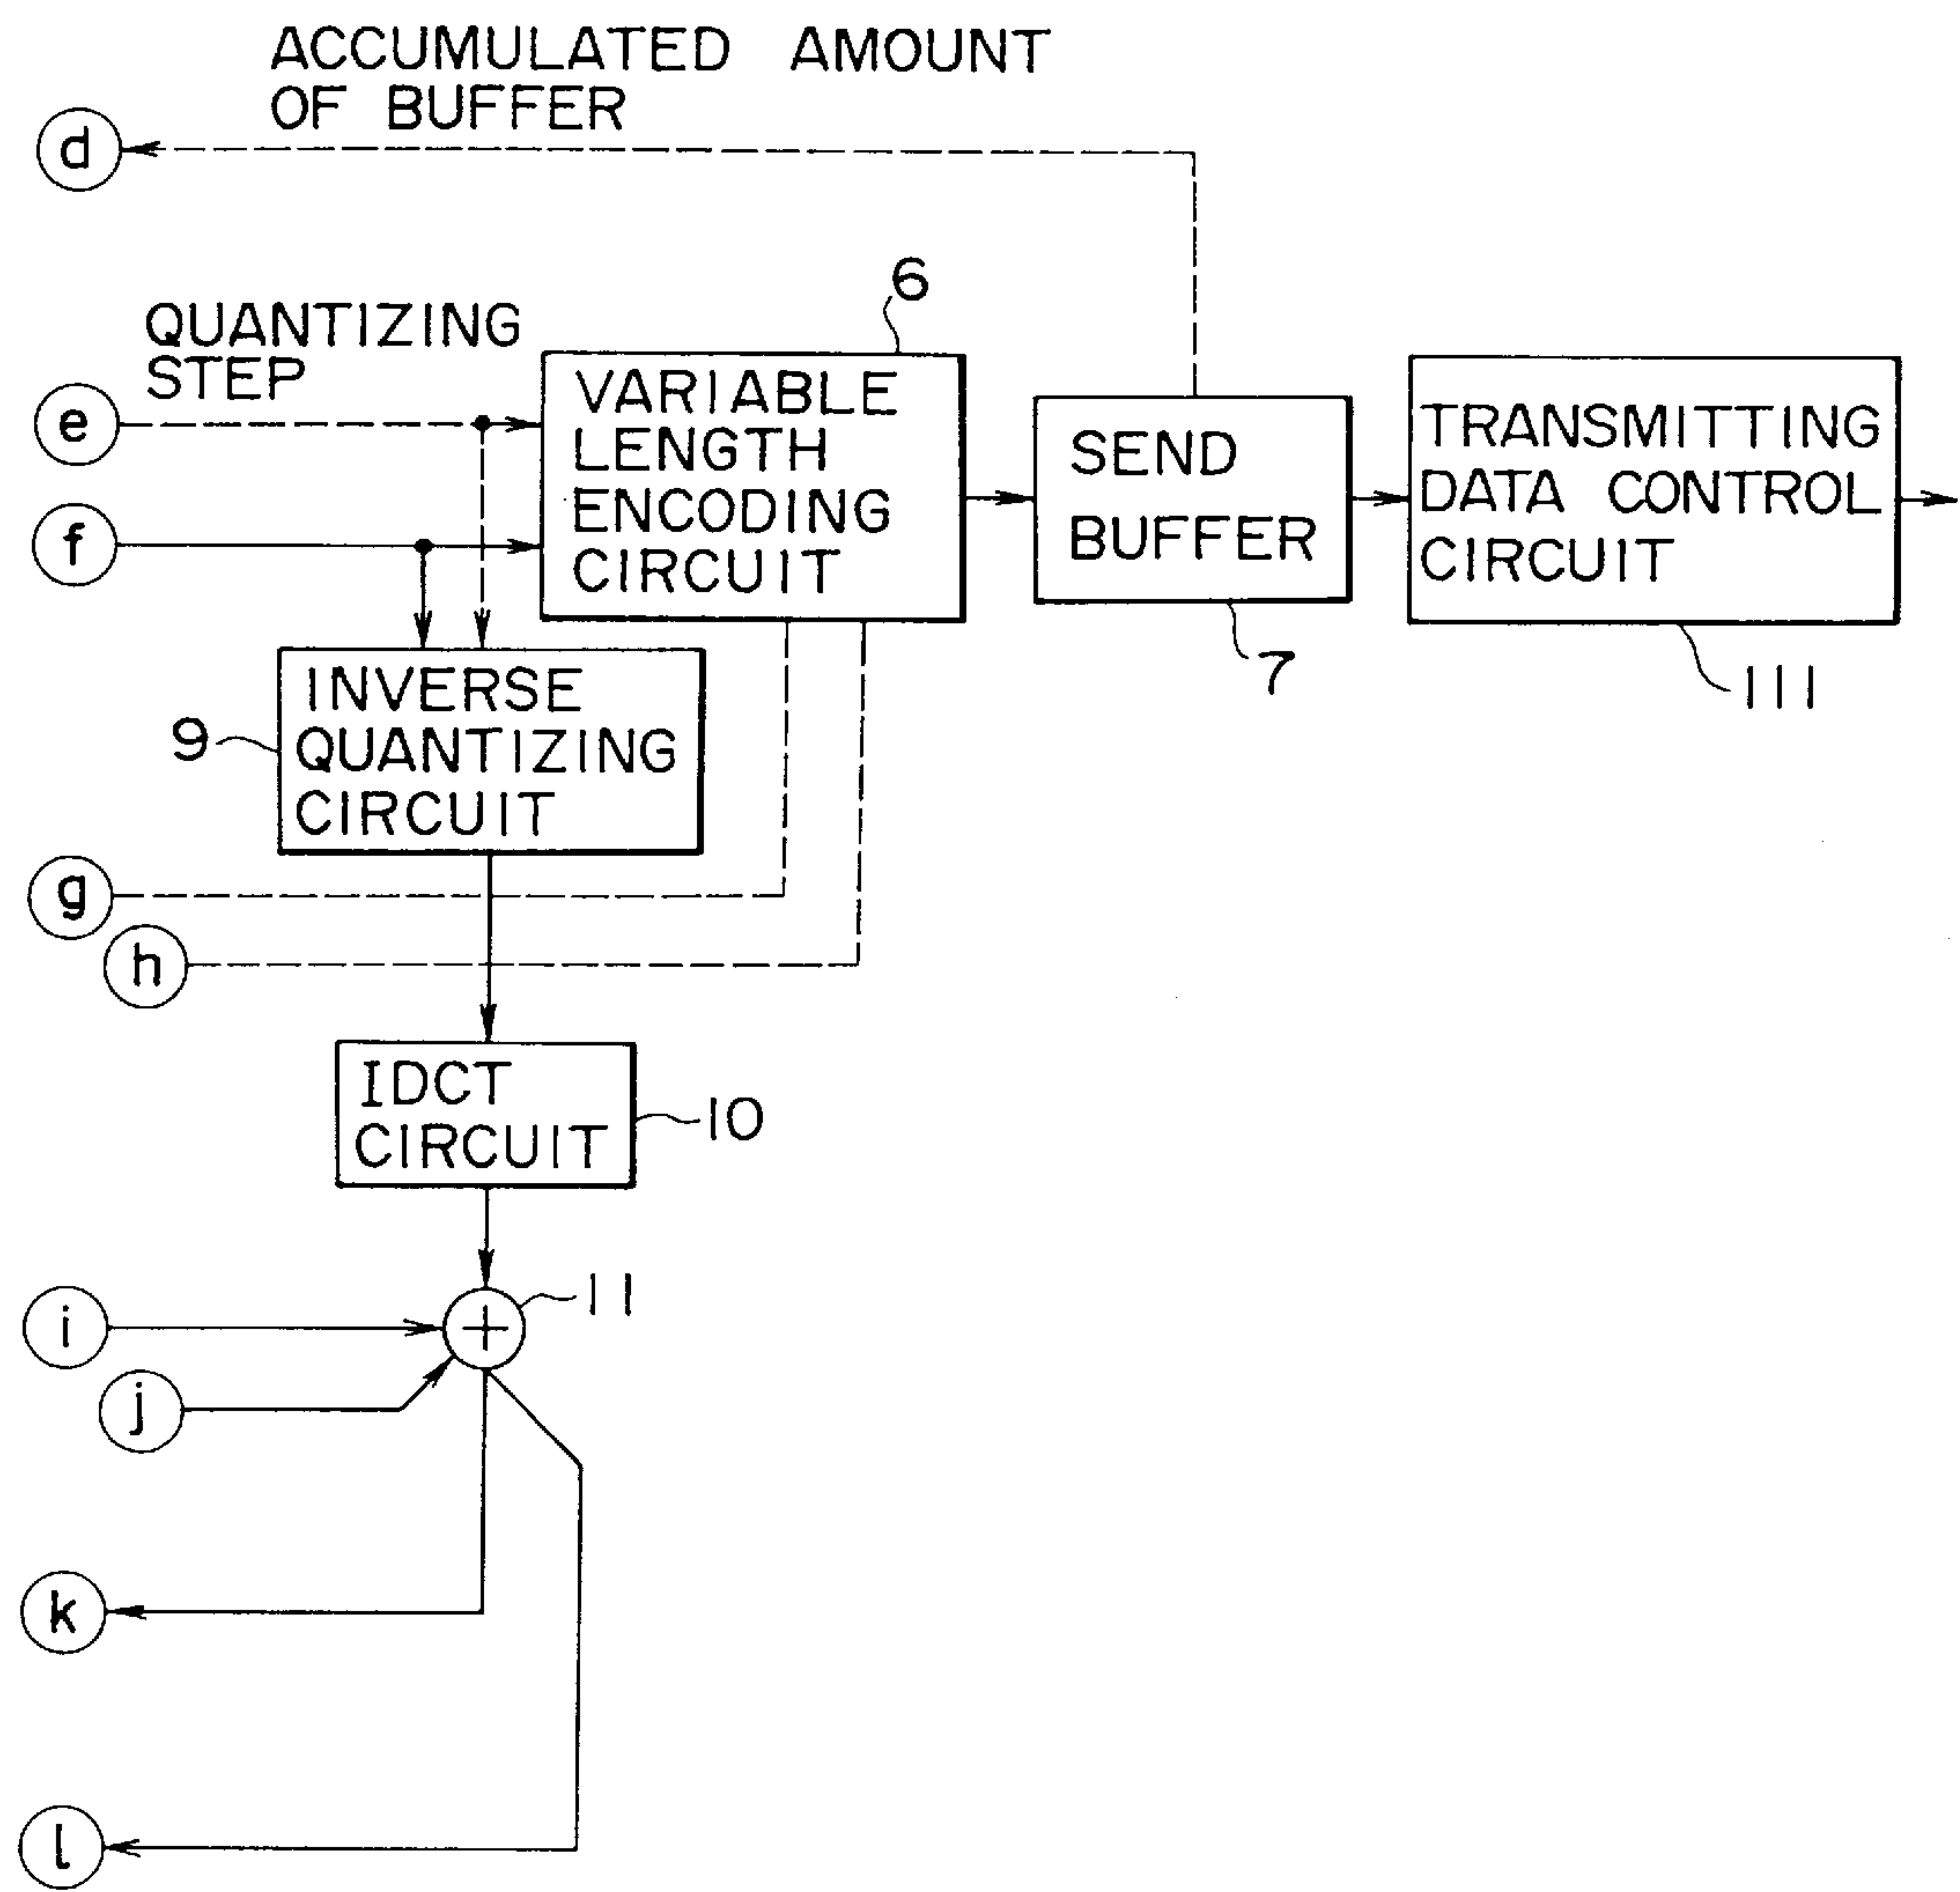 ACCUMULATED AMOUNT
OF BUFFER
d
6
QUANTIZING
STEP
e
VARIABLE
LENGTH
ENCODING
CIRCUIT
SEND
BUFFER
TRANSMITTING
DATA CONTROL
CIRCUIT
f
7
111
INVERSE
QUANTIZING
CIRCUIT
9
g
h
IDCT
CIRCUIT
10
11
i
+
j
k
l